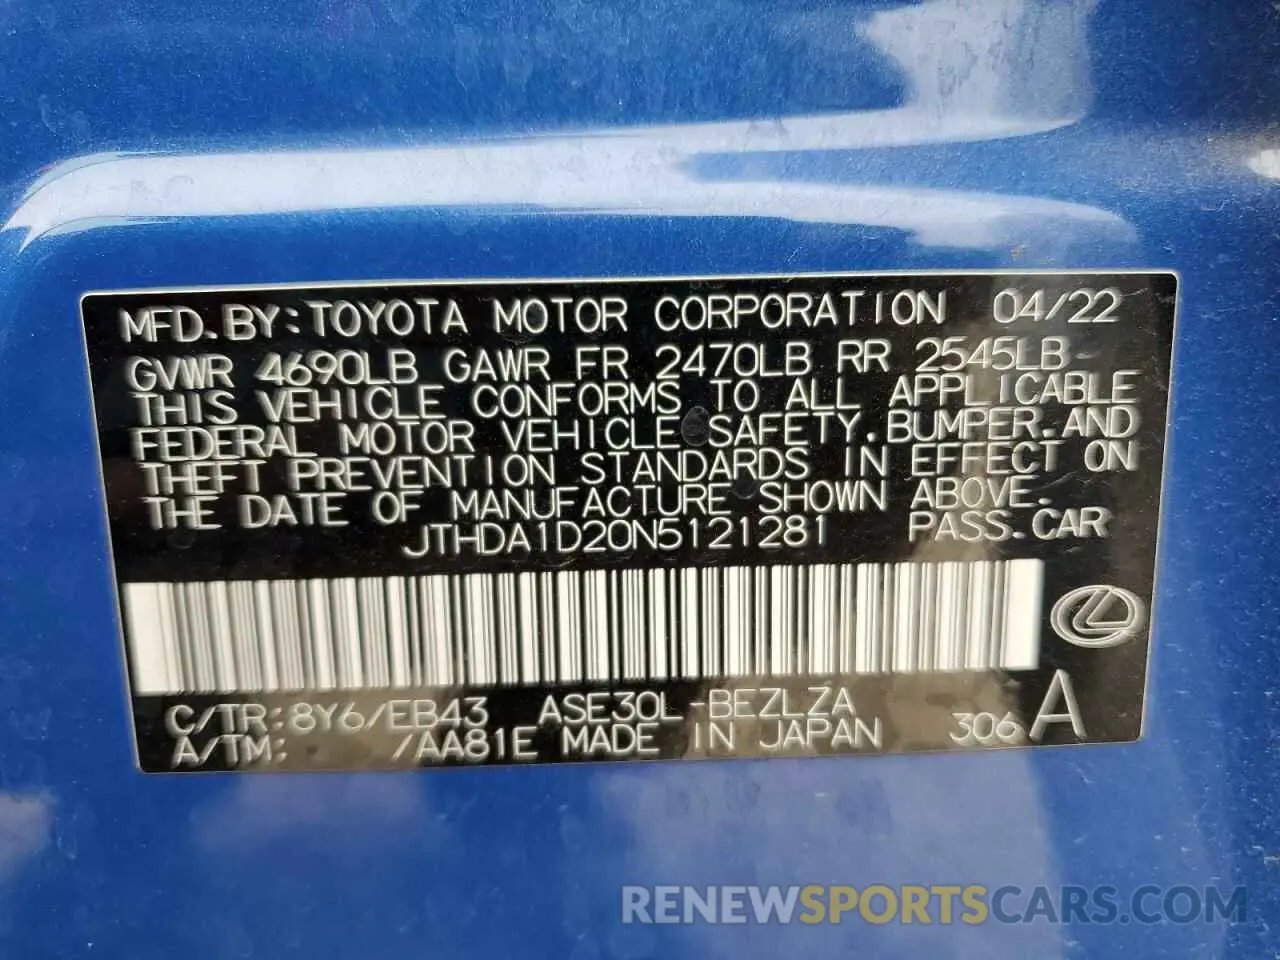 MFD.BY:TOYOTA MOTOR CORPORATION 04/22
GVWR 4690LB GAWR FR 2470LB RR 2545LB
THIS VEHICLE CONFORMS TO ALL APPLICABLE
FEDERAL MOTOR VEHICLE SAFETY.BUMPER.AND
THEFT PREVENTION STANDARDS IN EFFECT ON
THE DATE OF MANUFACTURE SHOWN ABOVE.
JTHDA1D20N5121281 PASS.CAR
C/TR:8Y6/EB43 ASE30L-BEZLZA
A/TM: /AA81E MADE IN JAPAN 306 A
RENEWSPORTSCARS.COM